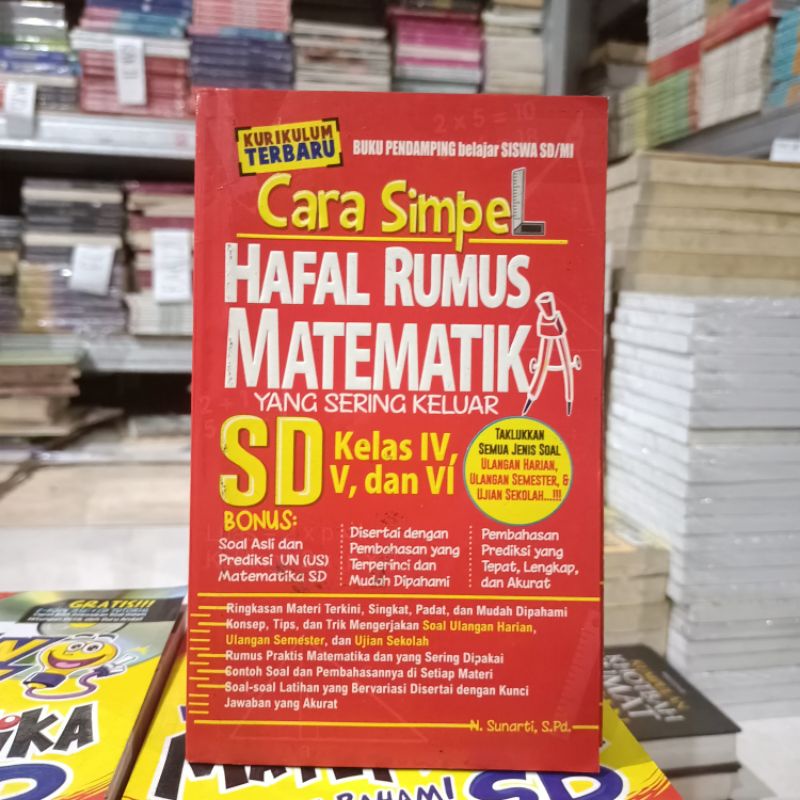 KURIKULUM
TERBARU
BUKU PENDAMPING belajar SISWA SD/MI
2 x 5 = 10
Cara Simpel
HAFAL RUMUS
MATEMATIKA
YANG SERING KELUAR
SD Kelas IV,
V, dan VI
TAKLUKKAN
SEMUA JENIS SOAL
ULANGAN HARIAN,
ULANGAN SEMESTER, &
UJIAN SEKOLAH...!!!
BONUS:
Soal Asli dan
Prediksi UN (US)
Matematika SD
Disertai dengan
Pembahasan yang
Terperinci dan
Mudah Dipahami
Pembahasan
Prediksi yang
Tepat, Lengkap,
dan Akurat
Ringkasan Materi Terkini, Singkat, Padat, dan Mudah Dipahami
Konsep, Tips, dan Trik Mengerjakan Soal Ulangan Harian,
Ulangan Semester, dan Ujian Sekolah
Rumus Praktis Matematika dan yang Sering Dipakai
Contoh Soal dan Pembahasannya di Setiap Materi
Soal-soal Latihan yang Bervariasi Disertai dengan Kunci
Jawaban yang Akurat
N. Sunarti, S.Pd.
GRATIS!!!
SD